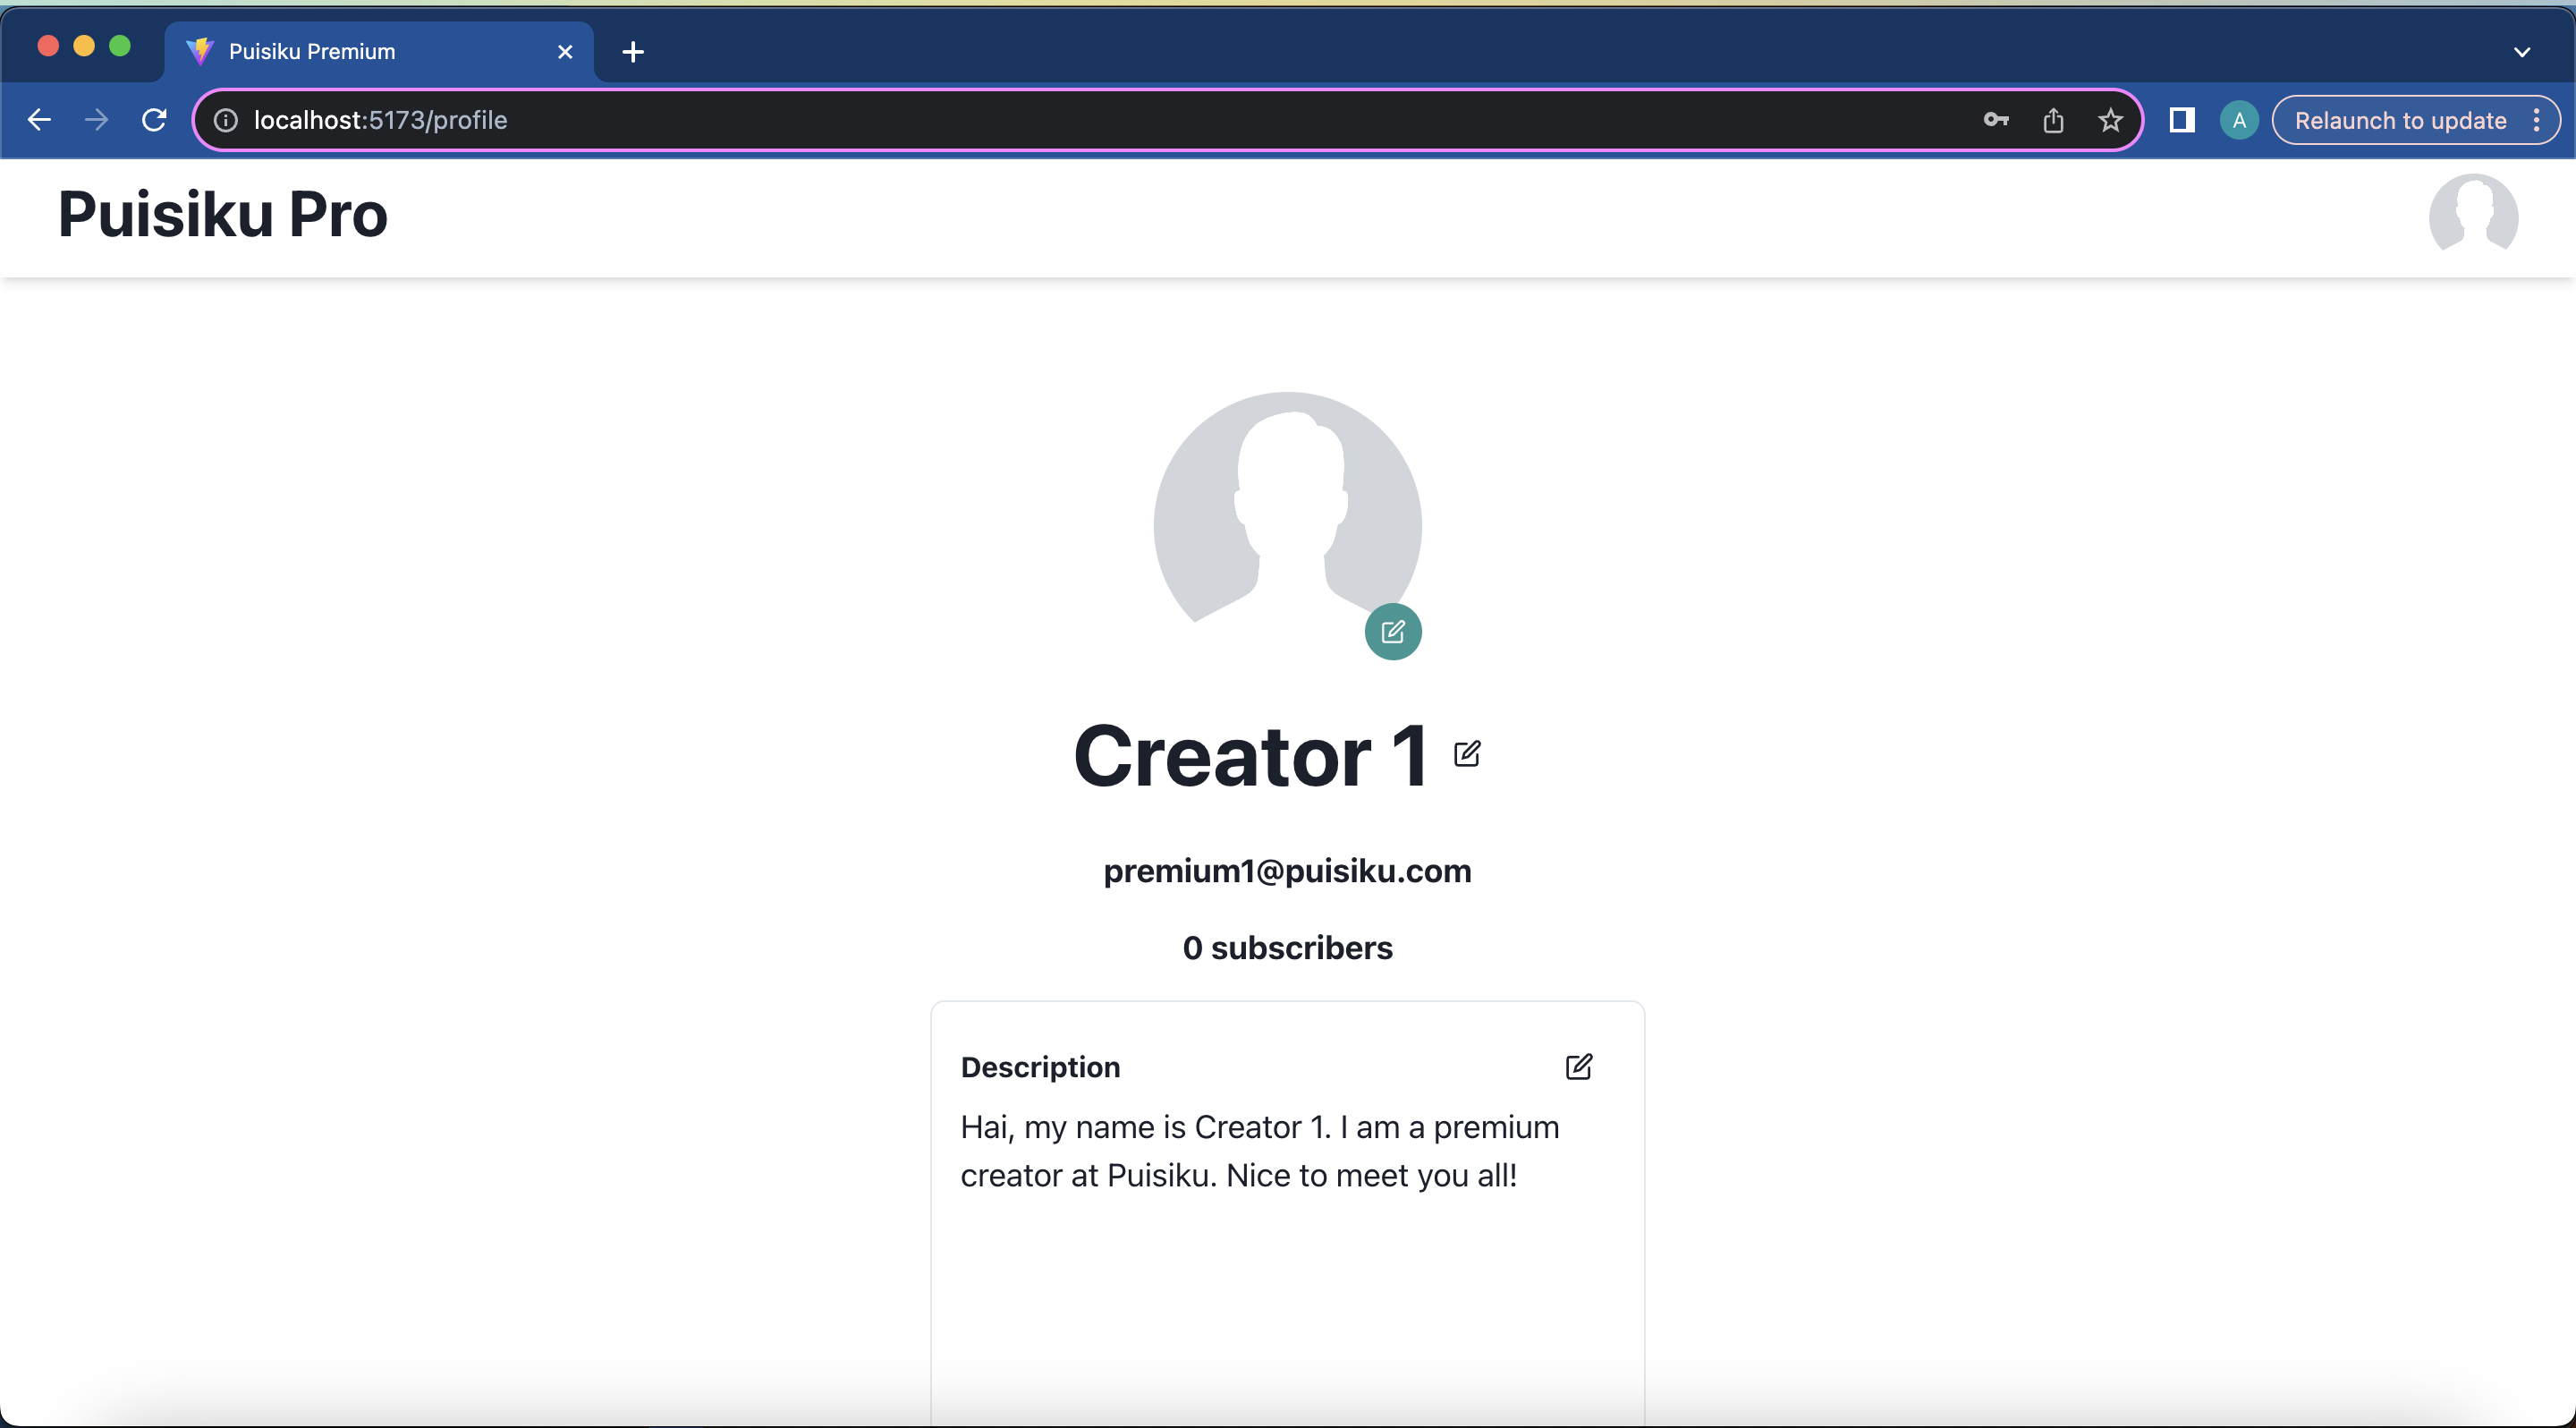 Puisiku Premium
localhost:5173/profile
A
Relaunch to update
Puisiku Pro
Creator 1
premium1@puisiku.com
0 subscribers
Description
Hai, my name is Creator 1. I am a premium
creator at Puisiku. Nice to meet you all!